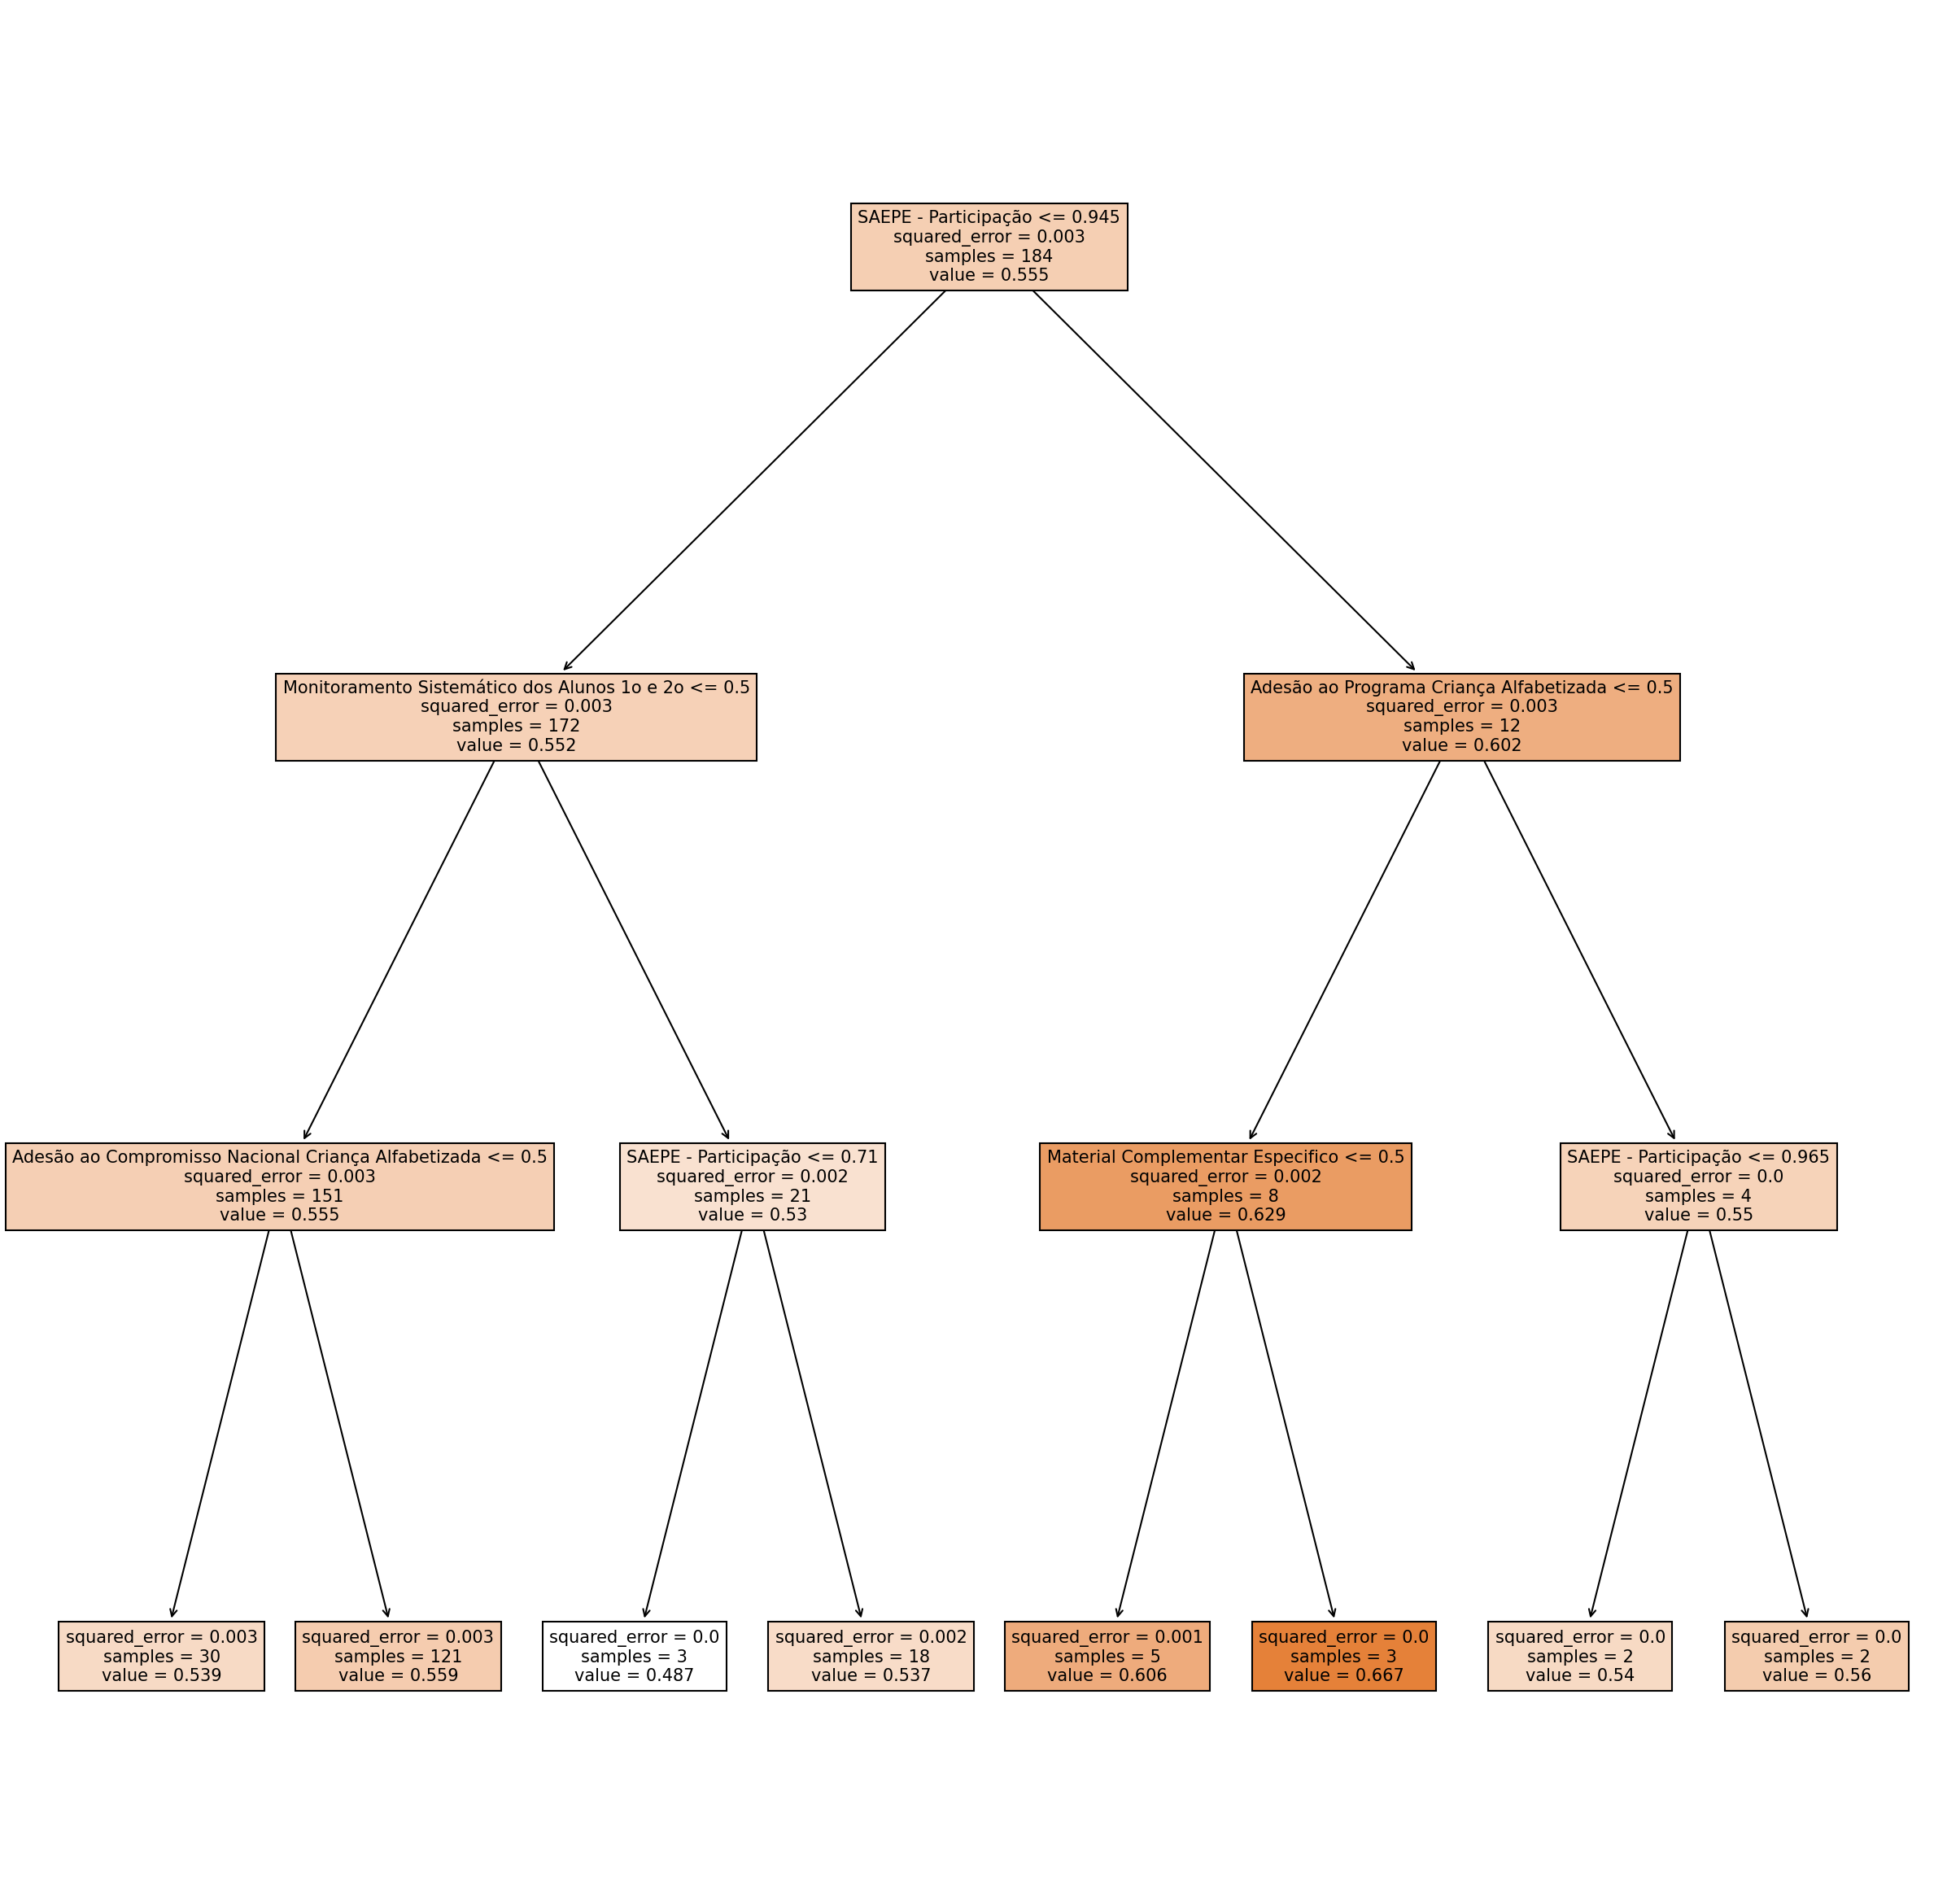 SAEPE - Participação <= 0.945
squared_error = 0.003
samples = 184
value = 0.555
Monitoramento Sistemático dos Alunos 1o e 2o <= 0.5
squared_error = 0.003
samples = 172
value = 0.552
Adesão ao Programa Criança Alfabetizada <= 0.5
squared_error = 0.003
samples = 12
value = 0.602
Adesão ao Compromisso Nacional Criança Alfabetizada <= 0.5
squared_error = 0.003
samples = 151
value = 0.555
SAEPE - Participação <= 0.71
squared_error = 0.002
samples = 21
value = 0.53
Material Complementar Especifico <= 0.5
squared_error = 0.002
samples = 8
value = 0.629
SAEPE - Participação <= 0.965
squared_error = 0.0
samples = 4
value = 0.55
squared_error = 0.003
samples = 30
value = 0.539
squared_error = 0.003
samples = 121
value = 0.559
squared_error = 0.0
samples = 3
value = 0.487
squared_error = 0.002
samples = 18
value = 0.537
squared_error = 0.001
samples = 5
value = 0.606
squared_error = 0.0
samples = 3
value = 0.667
squared_error = 0.0
samples = 2
value = 0.54
squared_error = 0.0
samples = 2
value = 0.56